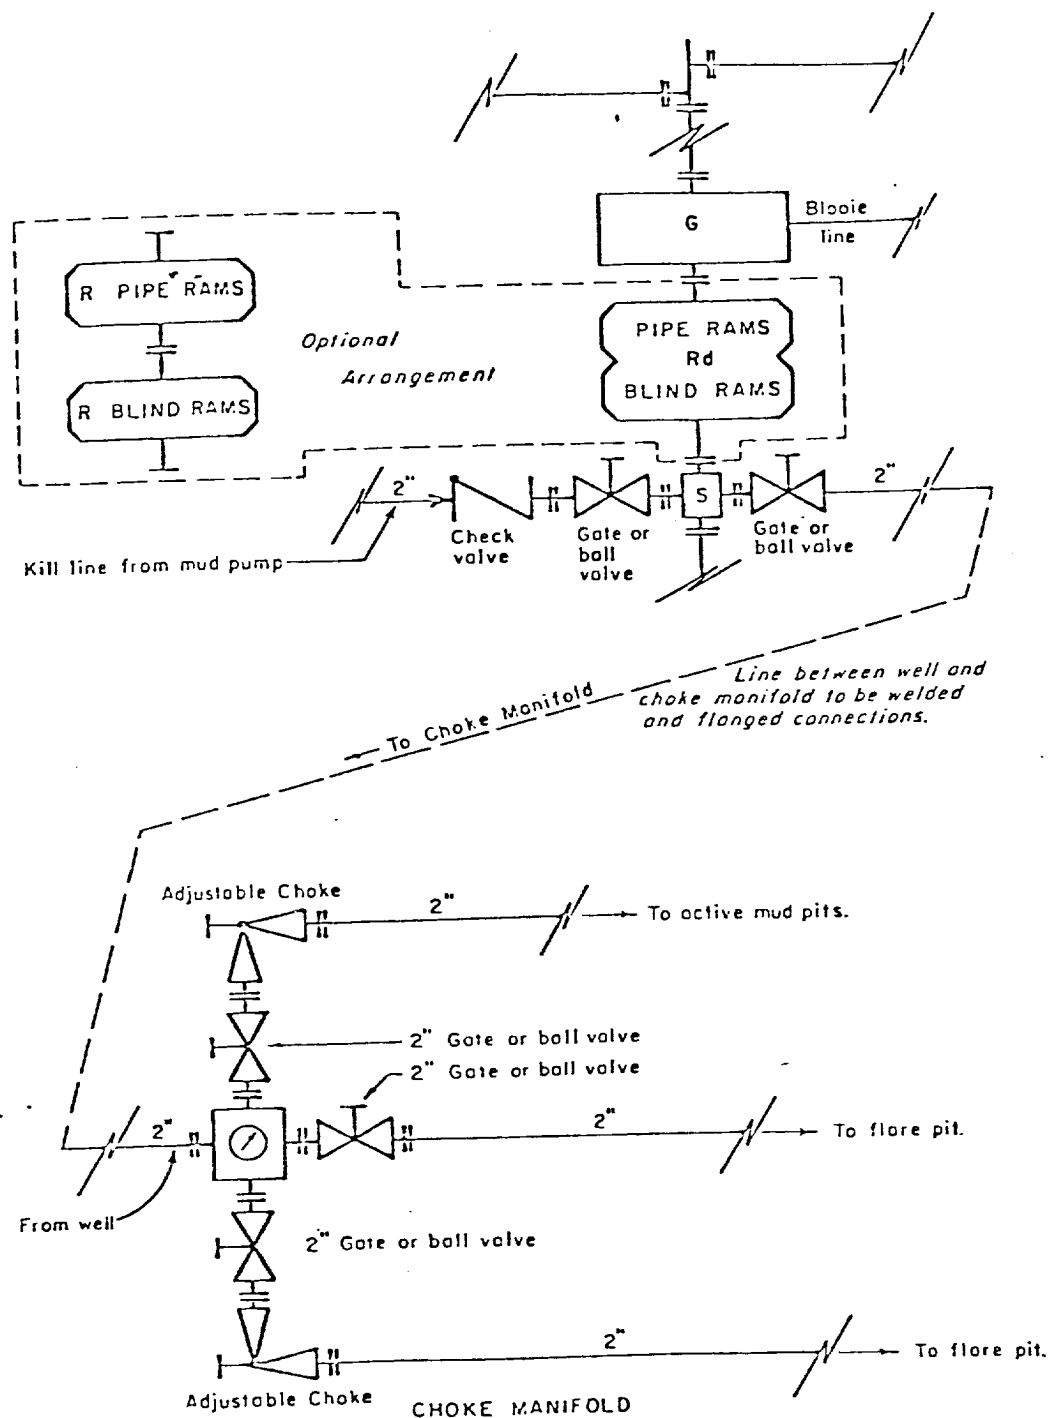 G
Blooie
line
R PIPE RAMS
Optional
Arrangement
PIPE RAMS
Rd
BLIND RAMS
R BLIND RAMS
2"
S
2"
Check
valve
Gate or
ball
valve
Gate or
ball valve
Kill line from mud pump
Line between well and
choke manifold to be welded
and flanged connections.
To Choke Manifold
Adjustable Choke
2"
To active mud pits.
2" Gate or ball valve
2" Gate or ball valve
2"
2"
To flare pit.
From well
2" Gate or ball valve
2"
To flare pit.
Adjustable Choke
CHOKE MANIFOLD